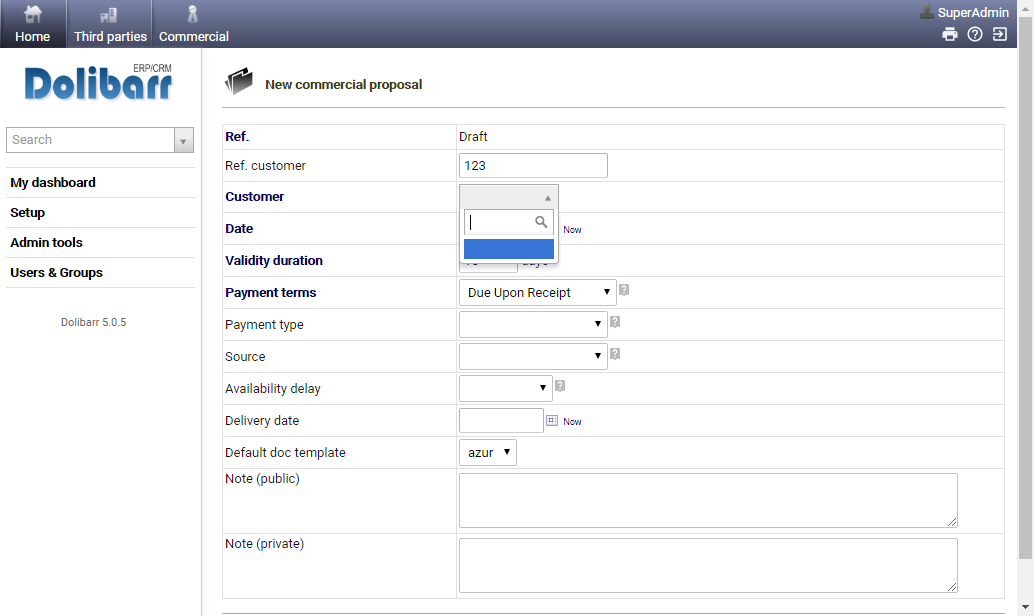 Home
Third parties
Commercial
SuperAdmin
ERP/CRM
Dolibarr
Search
My dashboard
Setup
Admin tools
Users & Groups
Dolibarr 5.0.5
New commercial proposal
Ref. Draft
Ref. customer 123
Customer
Date Now
Validity duration
Payment terms Due Upon Receipt
Payment type
Source
Availability delay
Delivery date Now
Default doc template azur
Note (public)
Note (private)